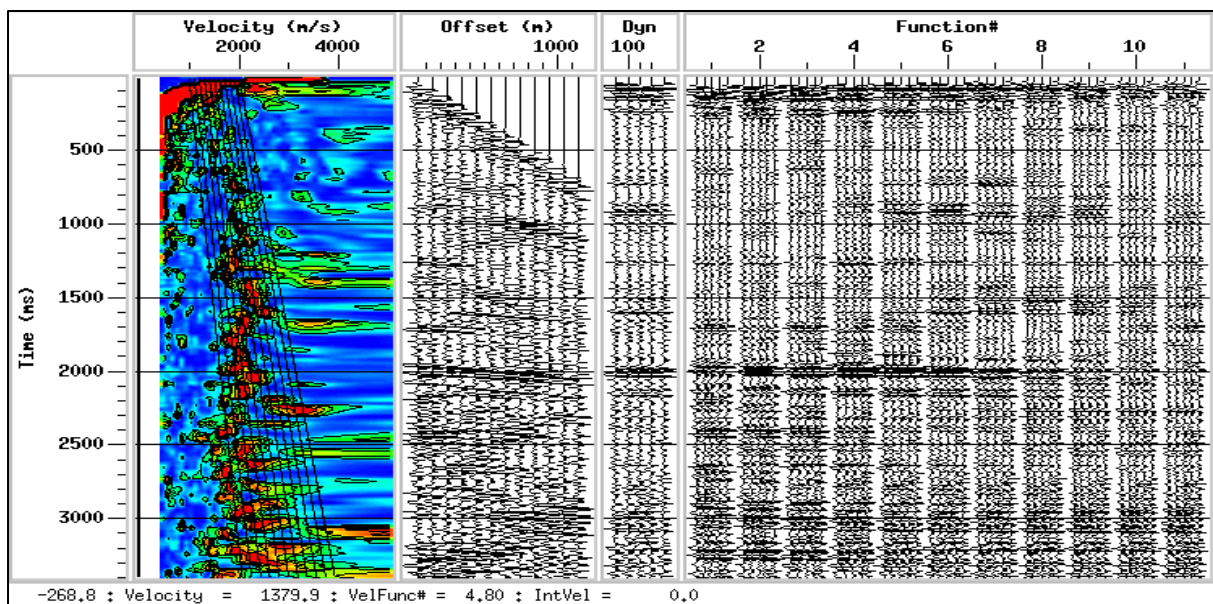 Velocity (m/s) Offset (m) Dyn Function#
2000 4000 1000 100 2 4 6 8 10
Time (ms)
500
1000
1500
2000
2500
3000
-268.8 : Velocity = 1379.9 : VelFunc# = 4.80 : IntVel = 0.0